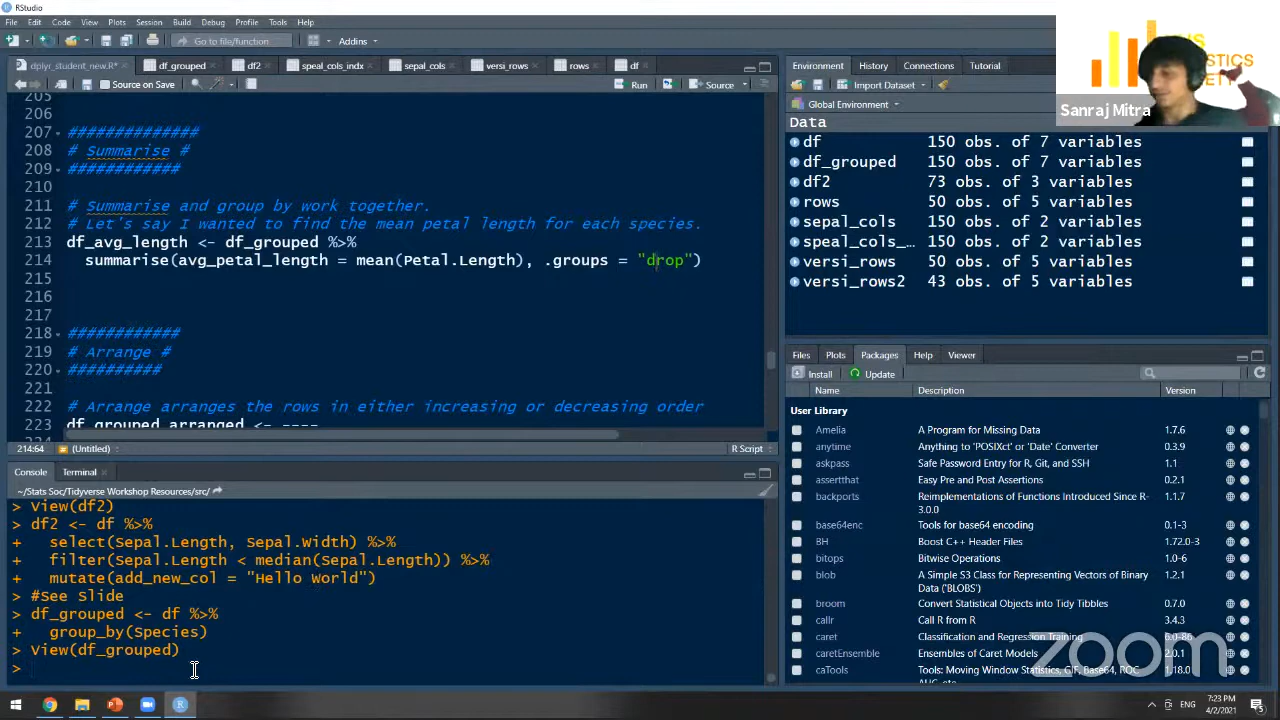 RStudio
File Edit Code View Plots Session Build Debug Profile Tools Help
Go to file/function Addins
dplyr_student_new.R* df_grouped df2 speal_cols_indx sepal_cols versi_rows rows df
Source on Save Run Source
205
206
207 ##############
208 # Summarise #
209 ############
210
211 # Summarise and group by work together.
212 # Let's say I wanted to find the mean petal length for each species.
213 df_avg_length <- df_grouped %>%
214 summarise(avg_petal_length = mean(Petal.Length), .groups = "drop")
215
216
217
218 ############
219 # Arrange #
220 ##########
221
222 # Arrange arranges the rows in either increasing or decreasing order
223 df_grouped_arranged <- ----
214:64 (Untitled) R Script
Console Terminal
~/Stats Soc/Tidyverse Workshop Resources/src/
> View(df2)
> df2 <- df %>%
+ select(Sepal.Length, Sepal.Width) %>%
+ filter(Sepal.Length < median(Sepal.Length)) %>%
+ mutate(add_new_col = "Hello World")
> #See Slide
> df_grouped <- df %>%
+ group_by(Species)
> View(df_grouped)
>
Environment History Connections Tutorial
Import Dataset
Global Environment
Data
df 150 obs. of 7 variables
df_grouped 150 obs. of 7 variables
df2 73 obs. of 3 variables
rows 50 obs. of 5 variables
sepal_cols 150 obs. of 2 variables
speal_cols_… 150 obs. of 2 variables
versi_rows 50 obs. of 5 variables
versi_rows2 43 obs. of 5 variables
Files Plots Packages Help Viewer
Install Update
Name Description Version
User Library
Amelia A Program for Missing Data 1.7.6
anytime Anything to 'POSIXct' or 'Date' Converter 0.3.9
askpass Safe Password Entry for R, Git, and SSH 1.1
assertthat Easy Pre and Post Assertions 0.2.1
backports Reimplementations of Functions Introduced Since R-3.0.0 1.1.7
base64enc Tools for base64 encoding 0.1-3
BH Boost C++ Header Files 1.72.0-3
bitops Bitwise Operations 1.0-6
blob A Simple S3 Class for Representing Vectors of Binary Data ('BLOBS') 1.2.1
broom Convert Statistical Objects into Tidy Tibbles 0.7.0
callr Call R from R 3.4.3
caret Classification and Regression Training 6.0-86
carEnsemble Ensembles of Caret Models 2.0.1
caTools Tools: Moving Window Statistics, GIF, Base64, ROC 1.18.0
Sanraj Mitra
zoom
ENG
7:23 PM
4/2/2021